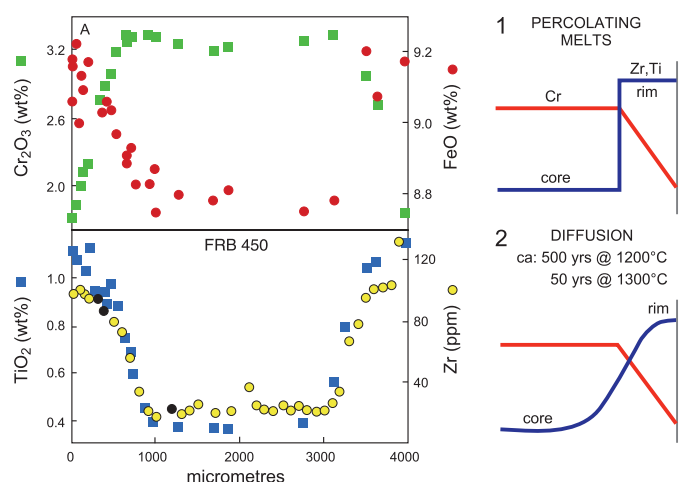 A
3.2
2.6
2.0
Cr₂O₃ (wt%)
9.2
9.0
8.8
FeO (wt%)
FRB 450
1.0
0.8
0.6
0.4
TiO₂ (wt%)
120
80
40
Zr (ppm)
0 1000 2000 3000 4000
micrometres
1 PERCOLATING
MELTS
Cr
Zr,Ti
rim
core
2 DIFFUSION
ca: 500 yrs @ 1200°C
50 yrs @ 1300°C
rim
core